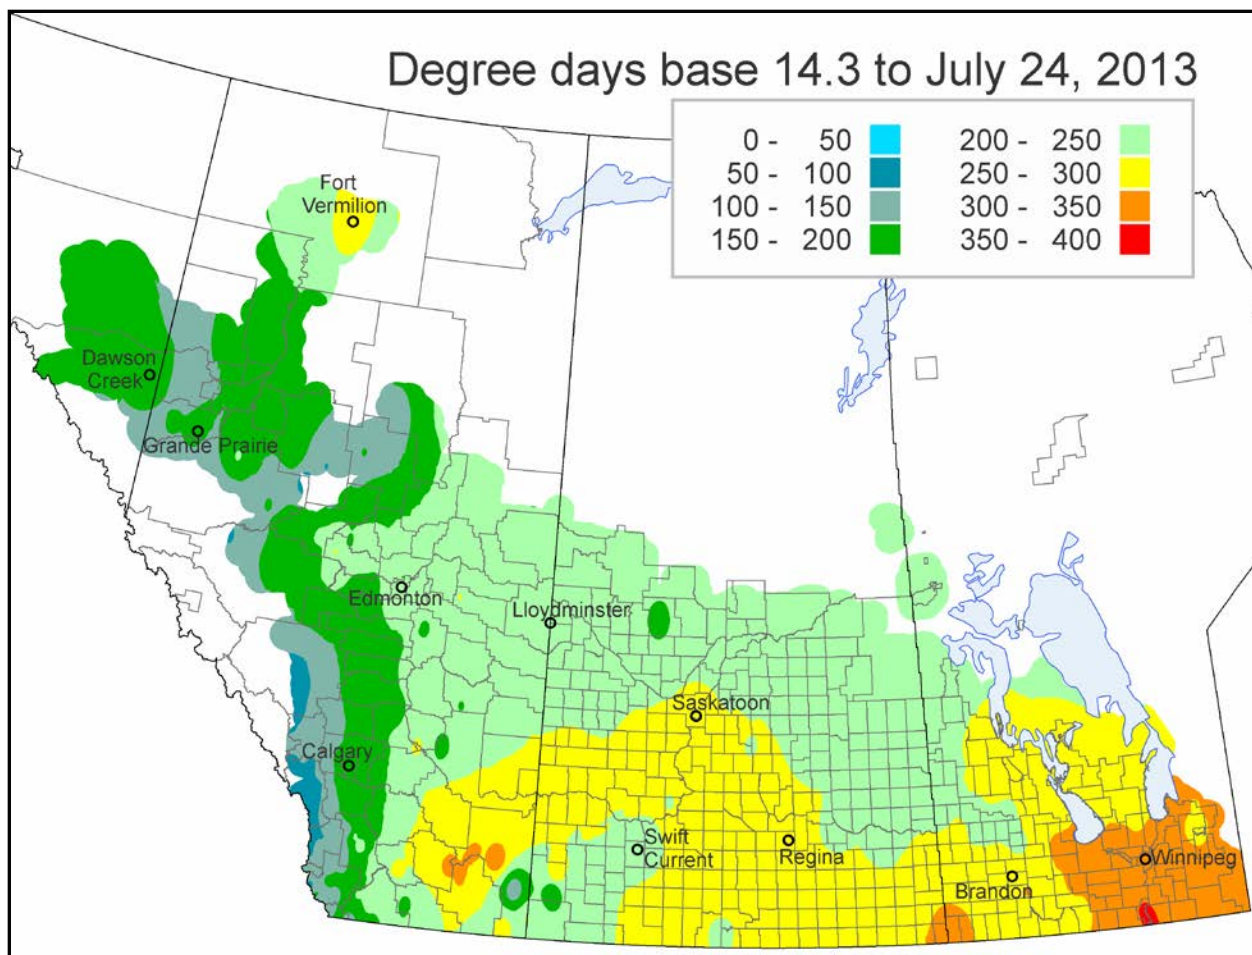 Degree days base 14.3 to July 24, 2013
0 - 50
200 - 250
50 - 100
250 - 300
100 - 150
300 - 350
150 - 200
350 - 400
Fort
Vermilion
Dawson
Creek
Grande Prairie
Edmonton
Lloydminster
Saskatoon
Calgary
Swift
Current
Regina
Winnipeg
Brandon